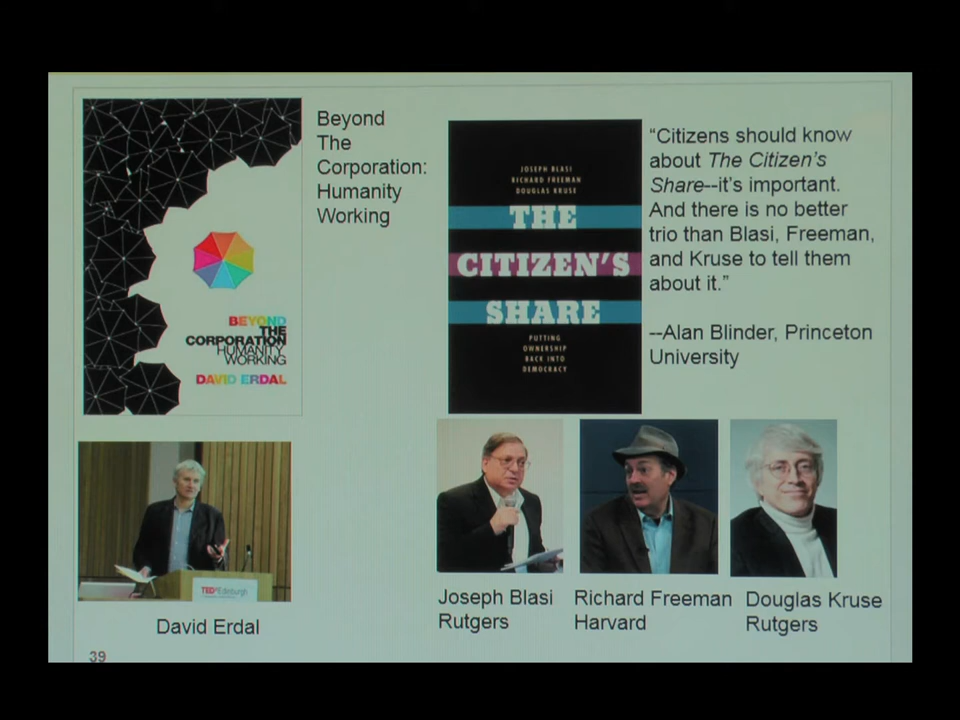 BEYOND
THE
CORPORATION
HUMANITY
WORKING
DAVID ERDAL
Beyond
The
Corporation:
Humanity
Working
JOSEPH BLASI
RICHARD FREEMAN
DOUGLAS KRUSE
THE
CITIZEN'S
SHARE
PUTTING
OWNERSHIP
BACK INTO
DEMOCRACY
“Citizens should know
about The Citizen's
Share--it's important.
And there is no better
trio than Blasi, Freeman,
and Kruse to tell them
about it.”
--Alan Blinder, Princeton
University
TEDxEdinburgh
David Erdal
Joseph Blasi
Rutgers
Richard Freeman
Harvard
Douglas Kruse
Rutgers
39